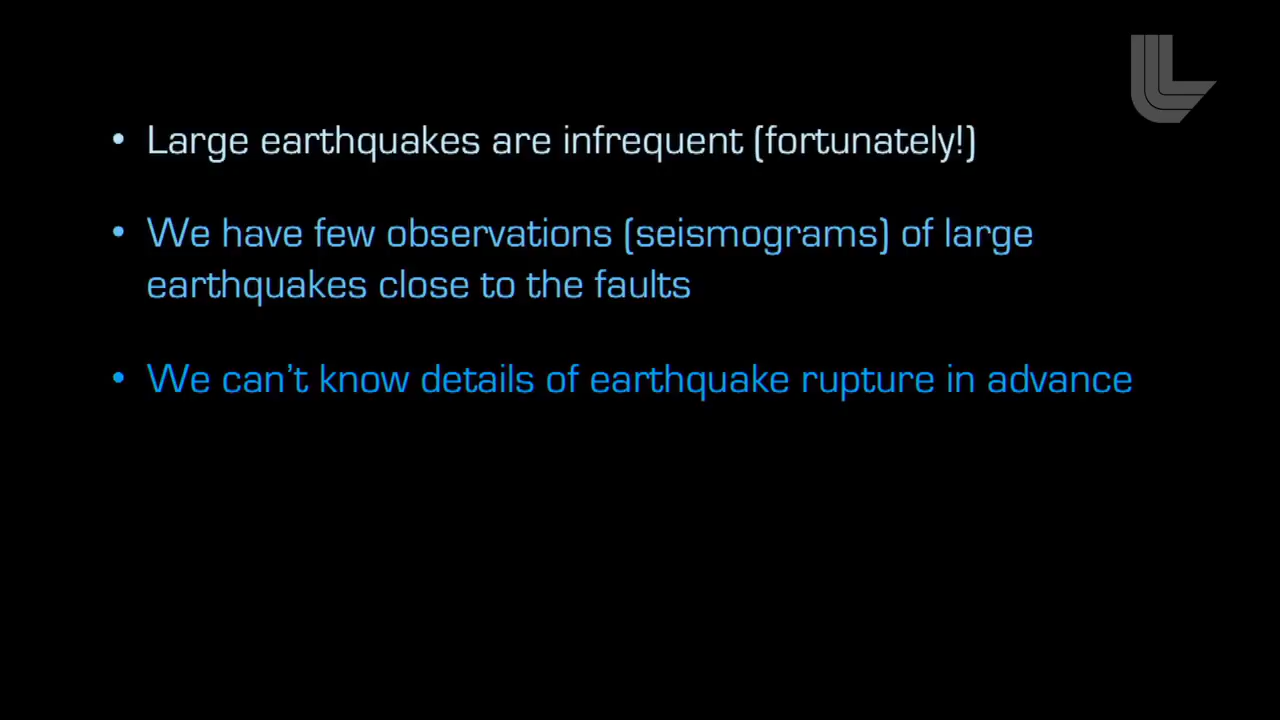 • Large earthquakes are infrequent (fortunately!)
• We have few observations (seismograms) of large
earthquakes close to the faults
• We can't know details of earthquake rupture in advance